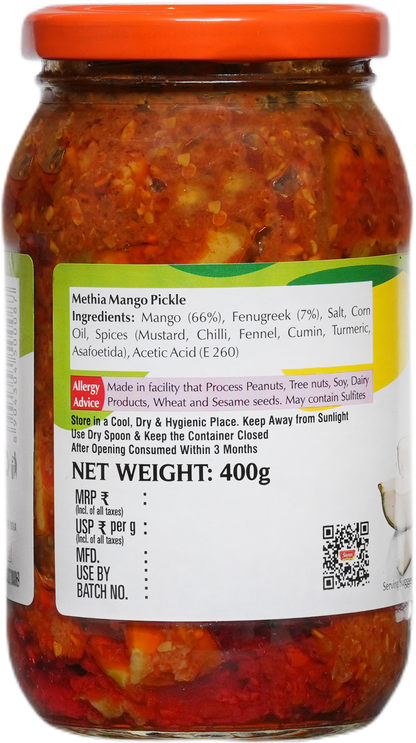 Methia Mango Pickle
Ingredients: Mango (66%), Fenugreek (7%), Salt, Corn
Oil, Spices (Mustard, Chilli, Fennel, Cumin, Turmeric,
Asafoetida), Acetic Acid (E 260)
Allergy Advice
Made in facility that Process Peanuts, Tree nuts, Soy, Dairy
Products, Wheat and Sesame seeds. May contain Sulfites
Store in a Cool, Dry & Hygienic Place. Keep Away from Sunlight
Use Dry Spoon & Keep the Container Closed
After Opening Consumed Within 3 Months
NET WEIGHT: 400g
MRP ₹ :
(Incl. of all taxes)
USP ₹ per g :
(Incl. of all taxes)
MFD. :
USE BY :
BATCH NO. :